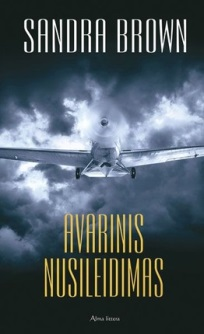 SANDRA BROWN
AVARINIS
NUSILEIDIMAS
Alma littera